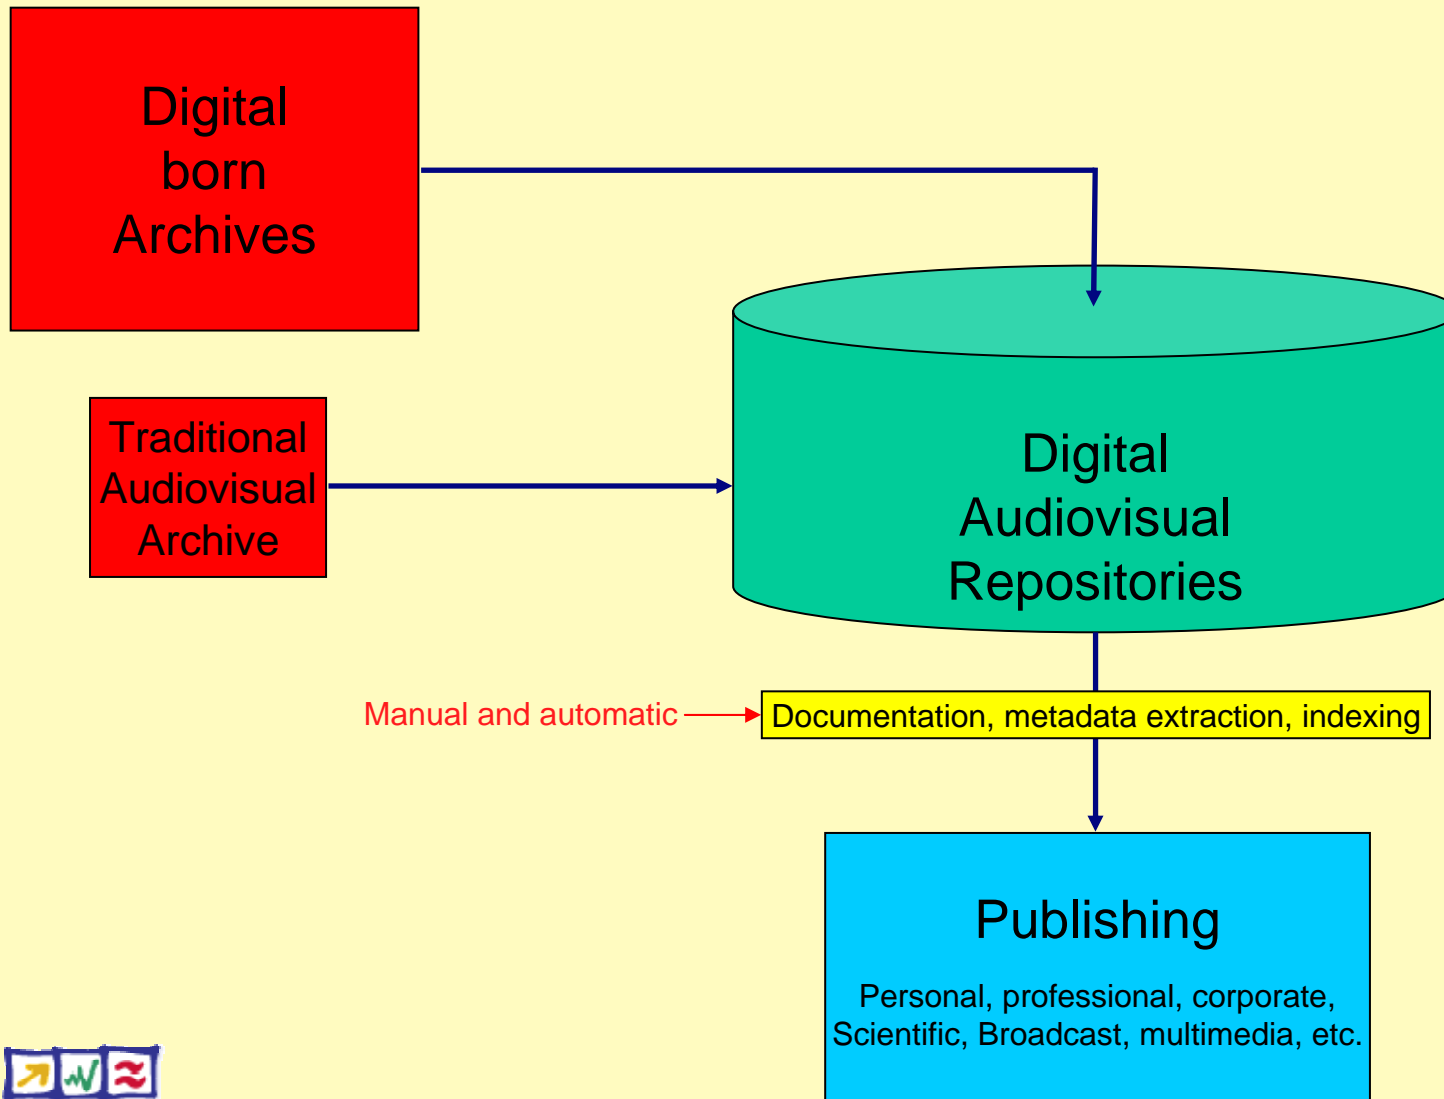 Digital
born
Archives
Traditional
Audiovisual
Archive
Digital
Audiovisual
Repositories
Manual and automatic
Documentation, metadata extraction, indexing
Publishing
Personal, professional, corporate,
Scientific, Broadcast, multimedia, etc.